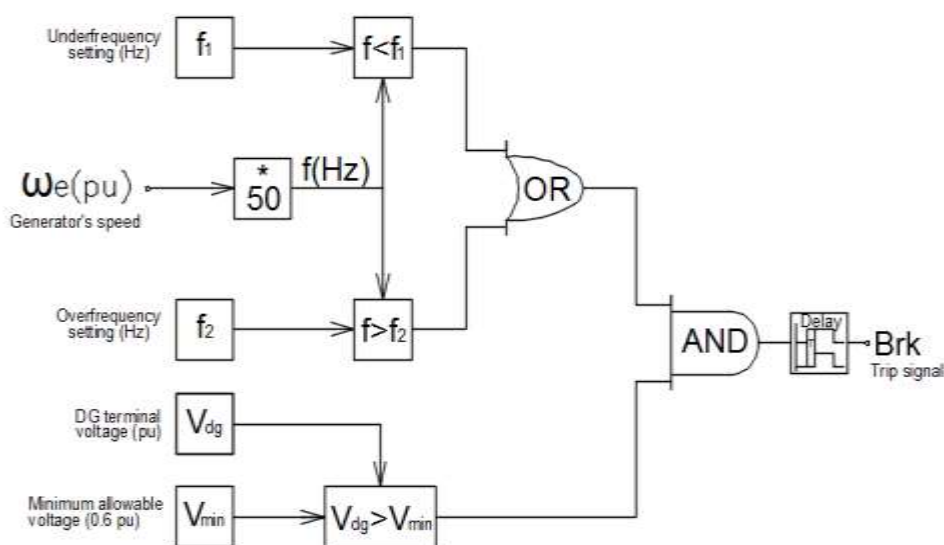 Underfrequency
setting (Hz)
f₁
f<f₁
ωe(pu)
Generator's speed
*
50
f(Hz)
OR
Overfrequency
setting (Hz)
f₂
f>f₂
AND
Delay
T
Brk
Trip signal
DG terminal
voltage (pu)
Vdg
Minimum allowable
voltage (0.6 pu)
Vmin
Vdg>Vmin